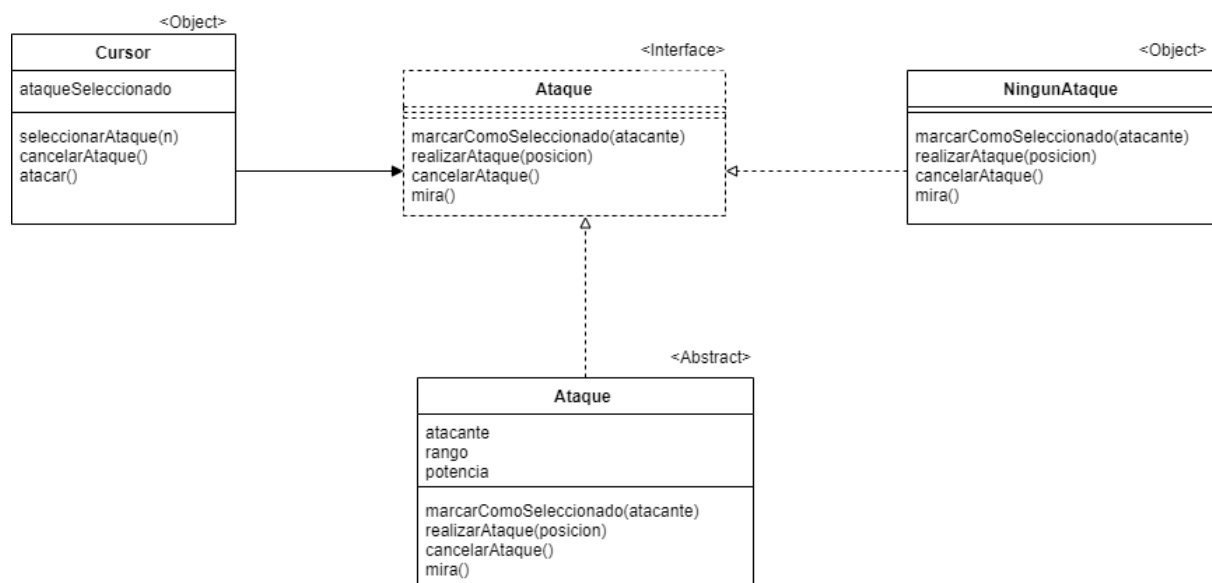 <Object>
Cursor
ataqueSeleccionado
seleccionarAtaque(n)
cancelarAtaque()
atacar()
<Interface>
Ataque
marcarComoSeleccionado(atacante)
realizarAtaque(posicion)
cancelarAtaque()
mira()
<Object>
NingunAtaque
marcarComoSeleccionado(atacante)
realizarAtaque(posicion)
cancelarAtaque()
mira()
<Abstract>
Ataque
atacante
rango
potencia
marcarComoSeleccionado(atacante)
realizarAtaque(posicion)
cancelarAtaque()
mira()